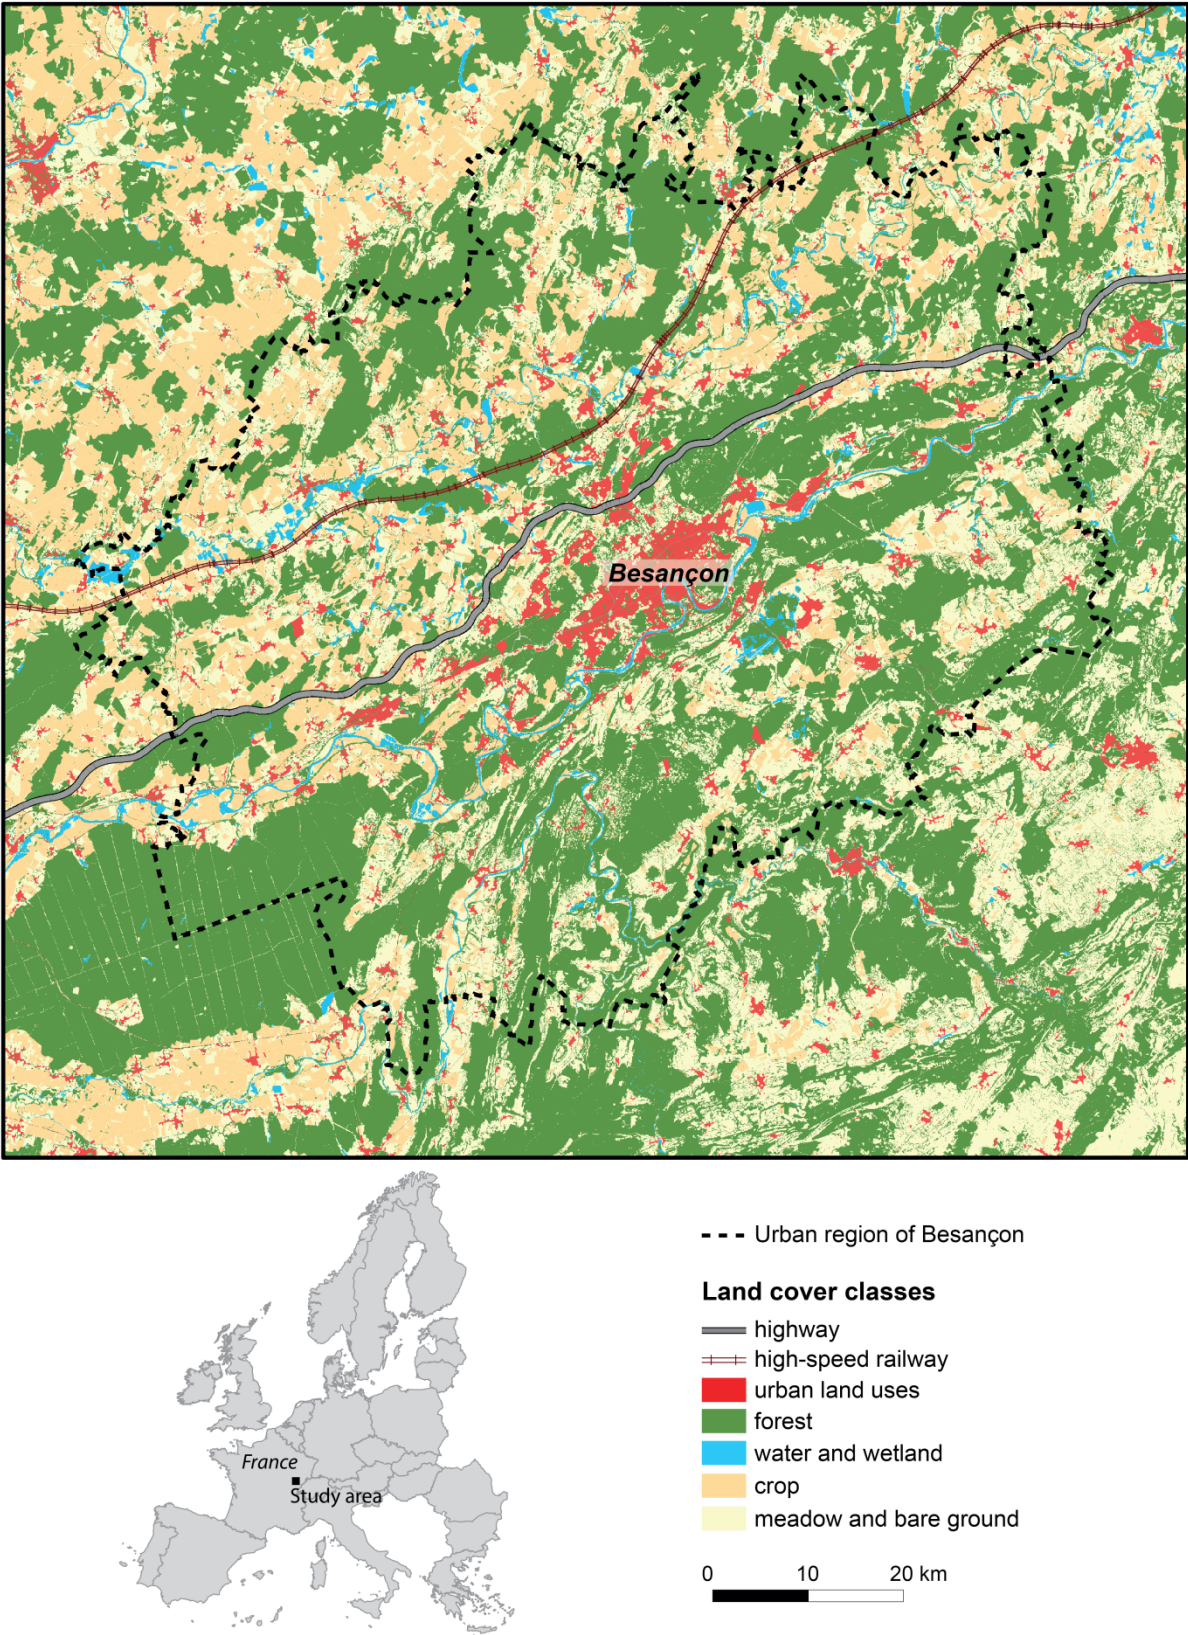 Besançon
France
Study area
Urban region of Besançon
Land cover classes
highway
high-speed railway
urban land uses
forest
water and wetland
crop
meadow and bare ground
0 10 20 km